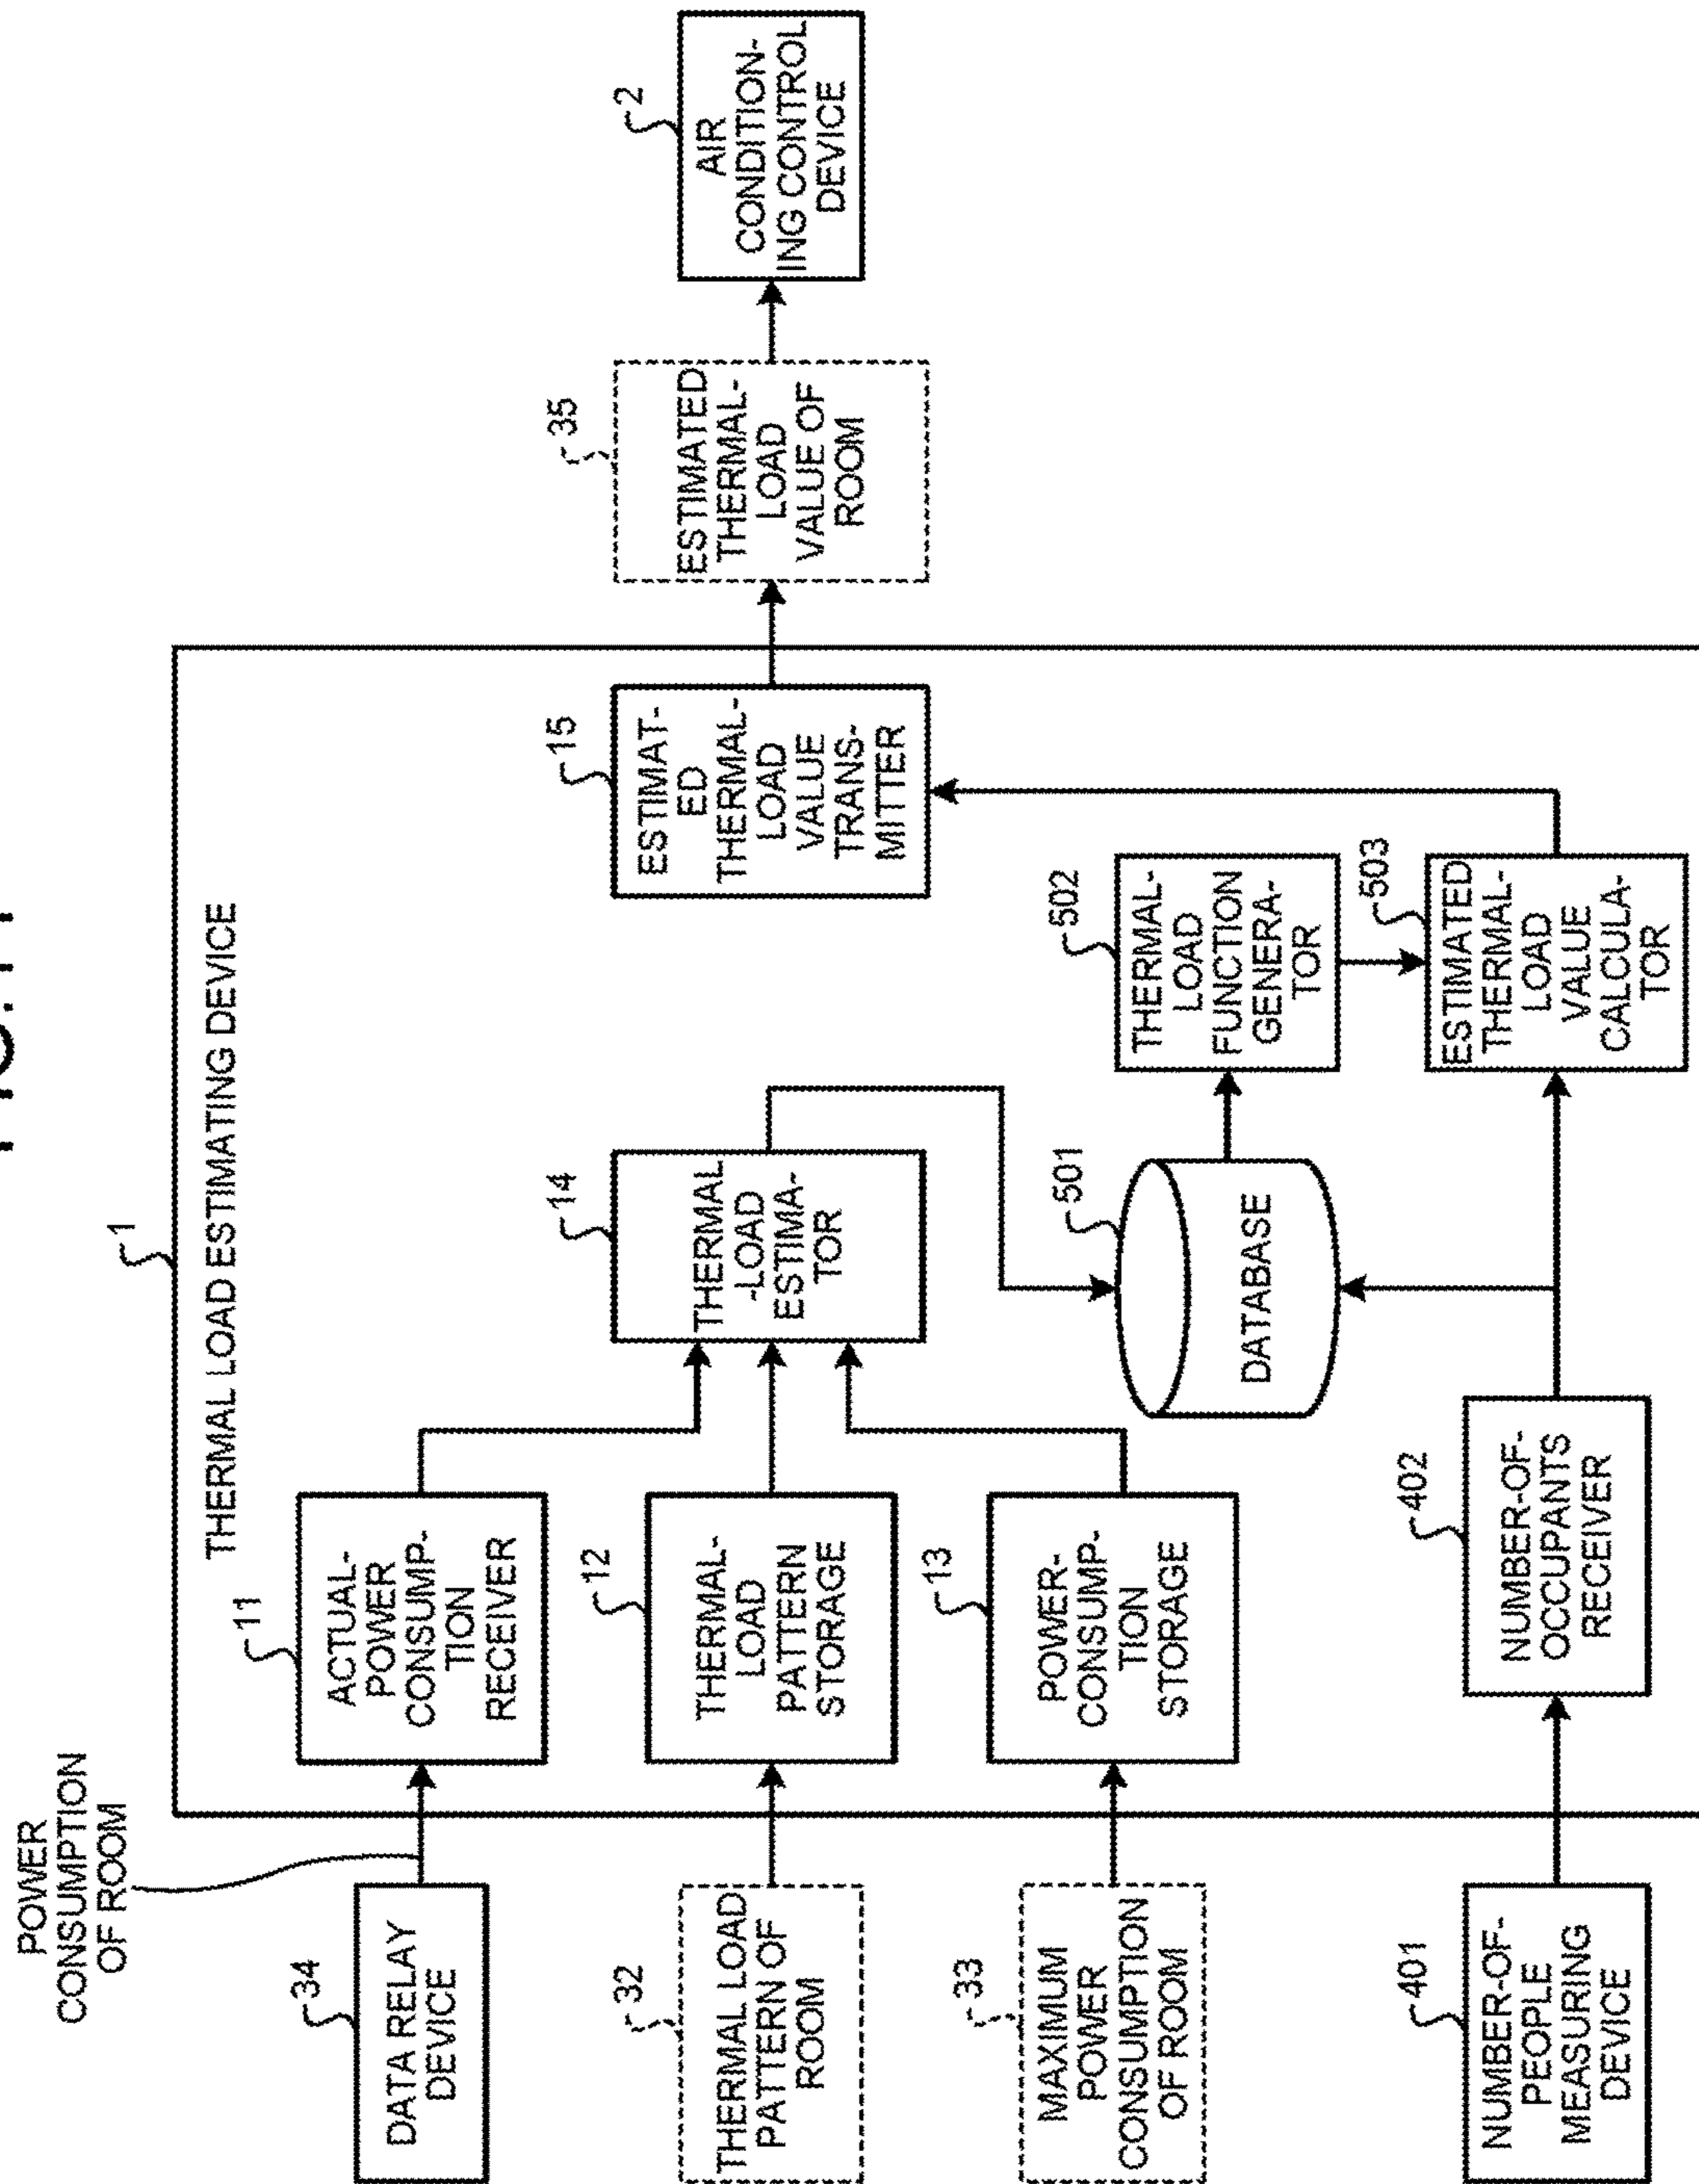 1
THERMAL LOAD ESTIMATING DEVICE
POWER
CONSUMPTION
OF ROOM
34
DATA RELAY
DEVICE
11
ACTUAL-
POWER
CONSUMP-
TION
RECEIVER
32
THERMAL LOAD
PATTERN OF
ROOM
12
THERMAL-
LOAD
PATTERN
STORAGE
14
THERMAL
-LOAD
ESTIMA-
TOR
15
ESTIMAT-
ED
THERMAL-
LOAD
VALUE
TRANS-
MITTER
35
ESTIMATED
THERMAL-
LOAD
VALUE OF
ROOM
2
AIR
CONDITION-
ING CONTROL
DEVICE
33
MAXIMUM
POWER
CONSUMPTION
OF ROOM
13
POWER-
CONSUMP-
TION
STORAGE
501
DATABASE
502
THERMAL-
LOAD
FUNCTION
GENERA-
TOR
401
NUMBER-OF-
PEOPLE
MEASURING
DEVICE
402
NUMBER-OF-
OCCUPANTS
RECEIVER
503
ESTIMATED
THERMAL-
LOAD
VALUE
CALCULA-
TOR